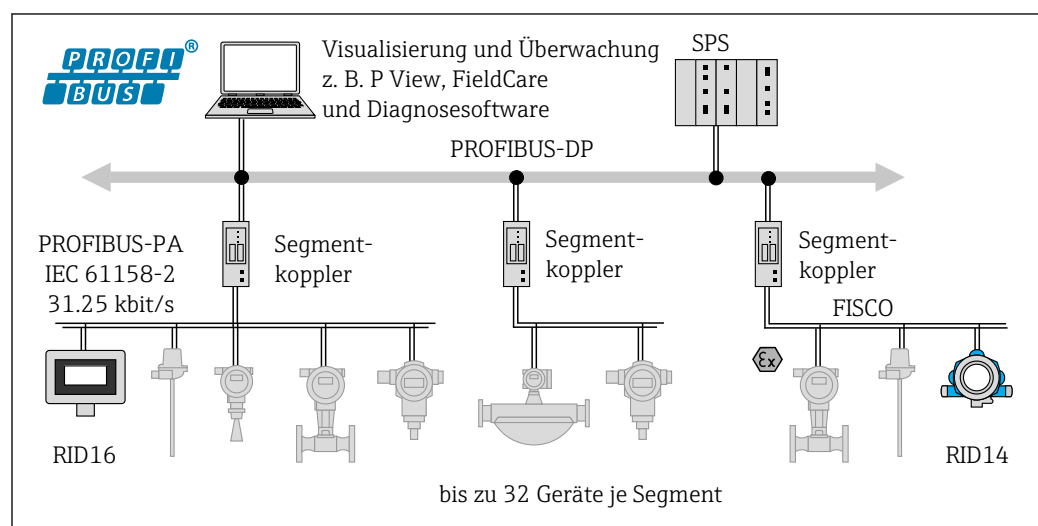 PROFI
BUS
®
Visualisierung und Überwachung
z. B. P View, FieldCare
und Diagnosesoftware
SPS
PROFIBUS-DP
PROFIBUS-PA
IEC 61158-2
31.25 kbit/s
Segment-
koppler
Segment-
koppler
Segment-
koppler
FISCO
Ex
RID16
RID14
bis zu 32 Geräte je Segment